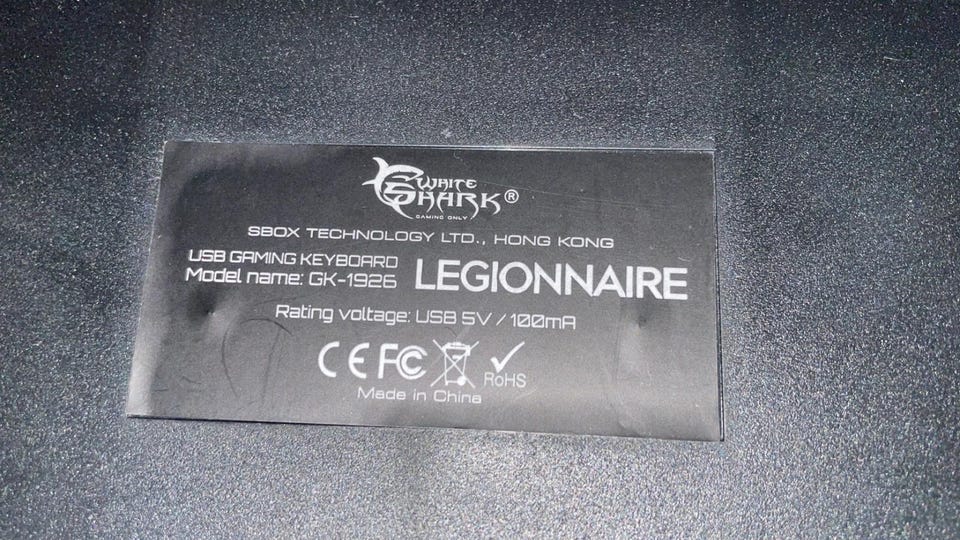 WHITE
SHARK®
GAMING ONLY
SBOX TECHNOLOGY LTD., HONG KONG
USB GAMING KEYBOARD
Model name: GK-1926 LEGIONNAIRE
Rating voltage: USB 5V / 100mA
CE FC RoHS
Made in China